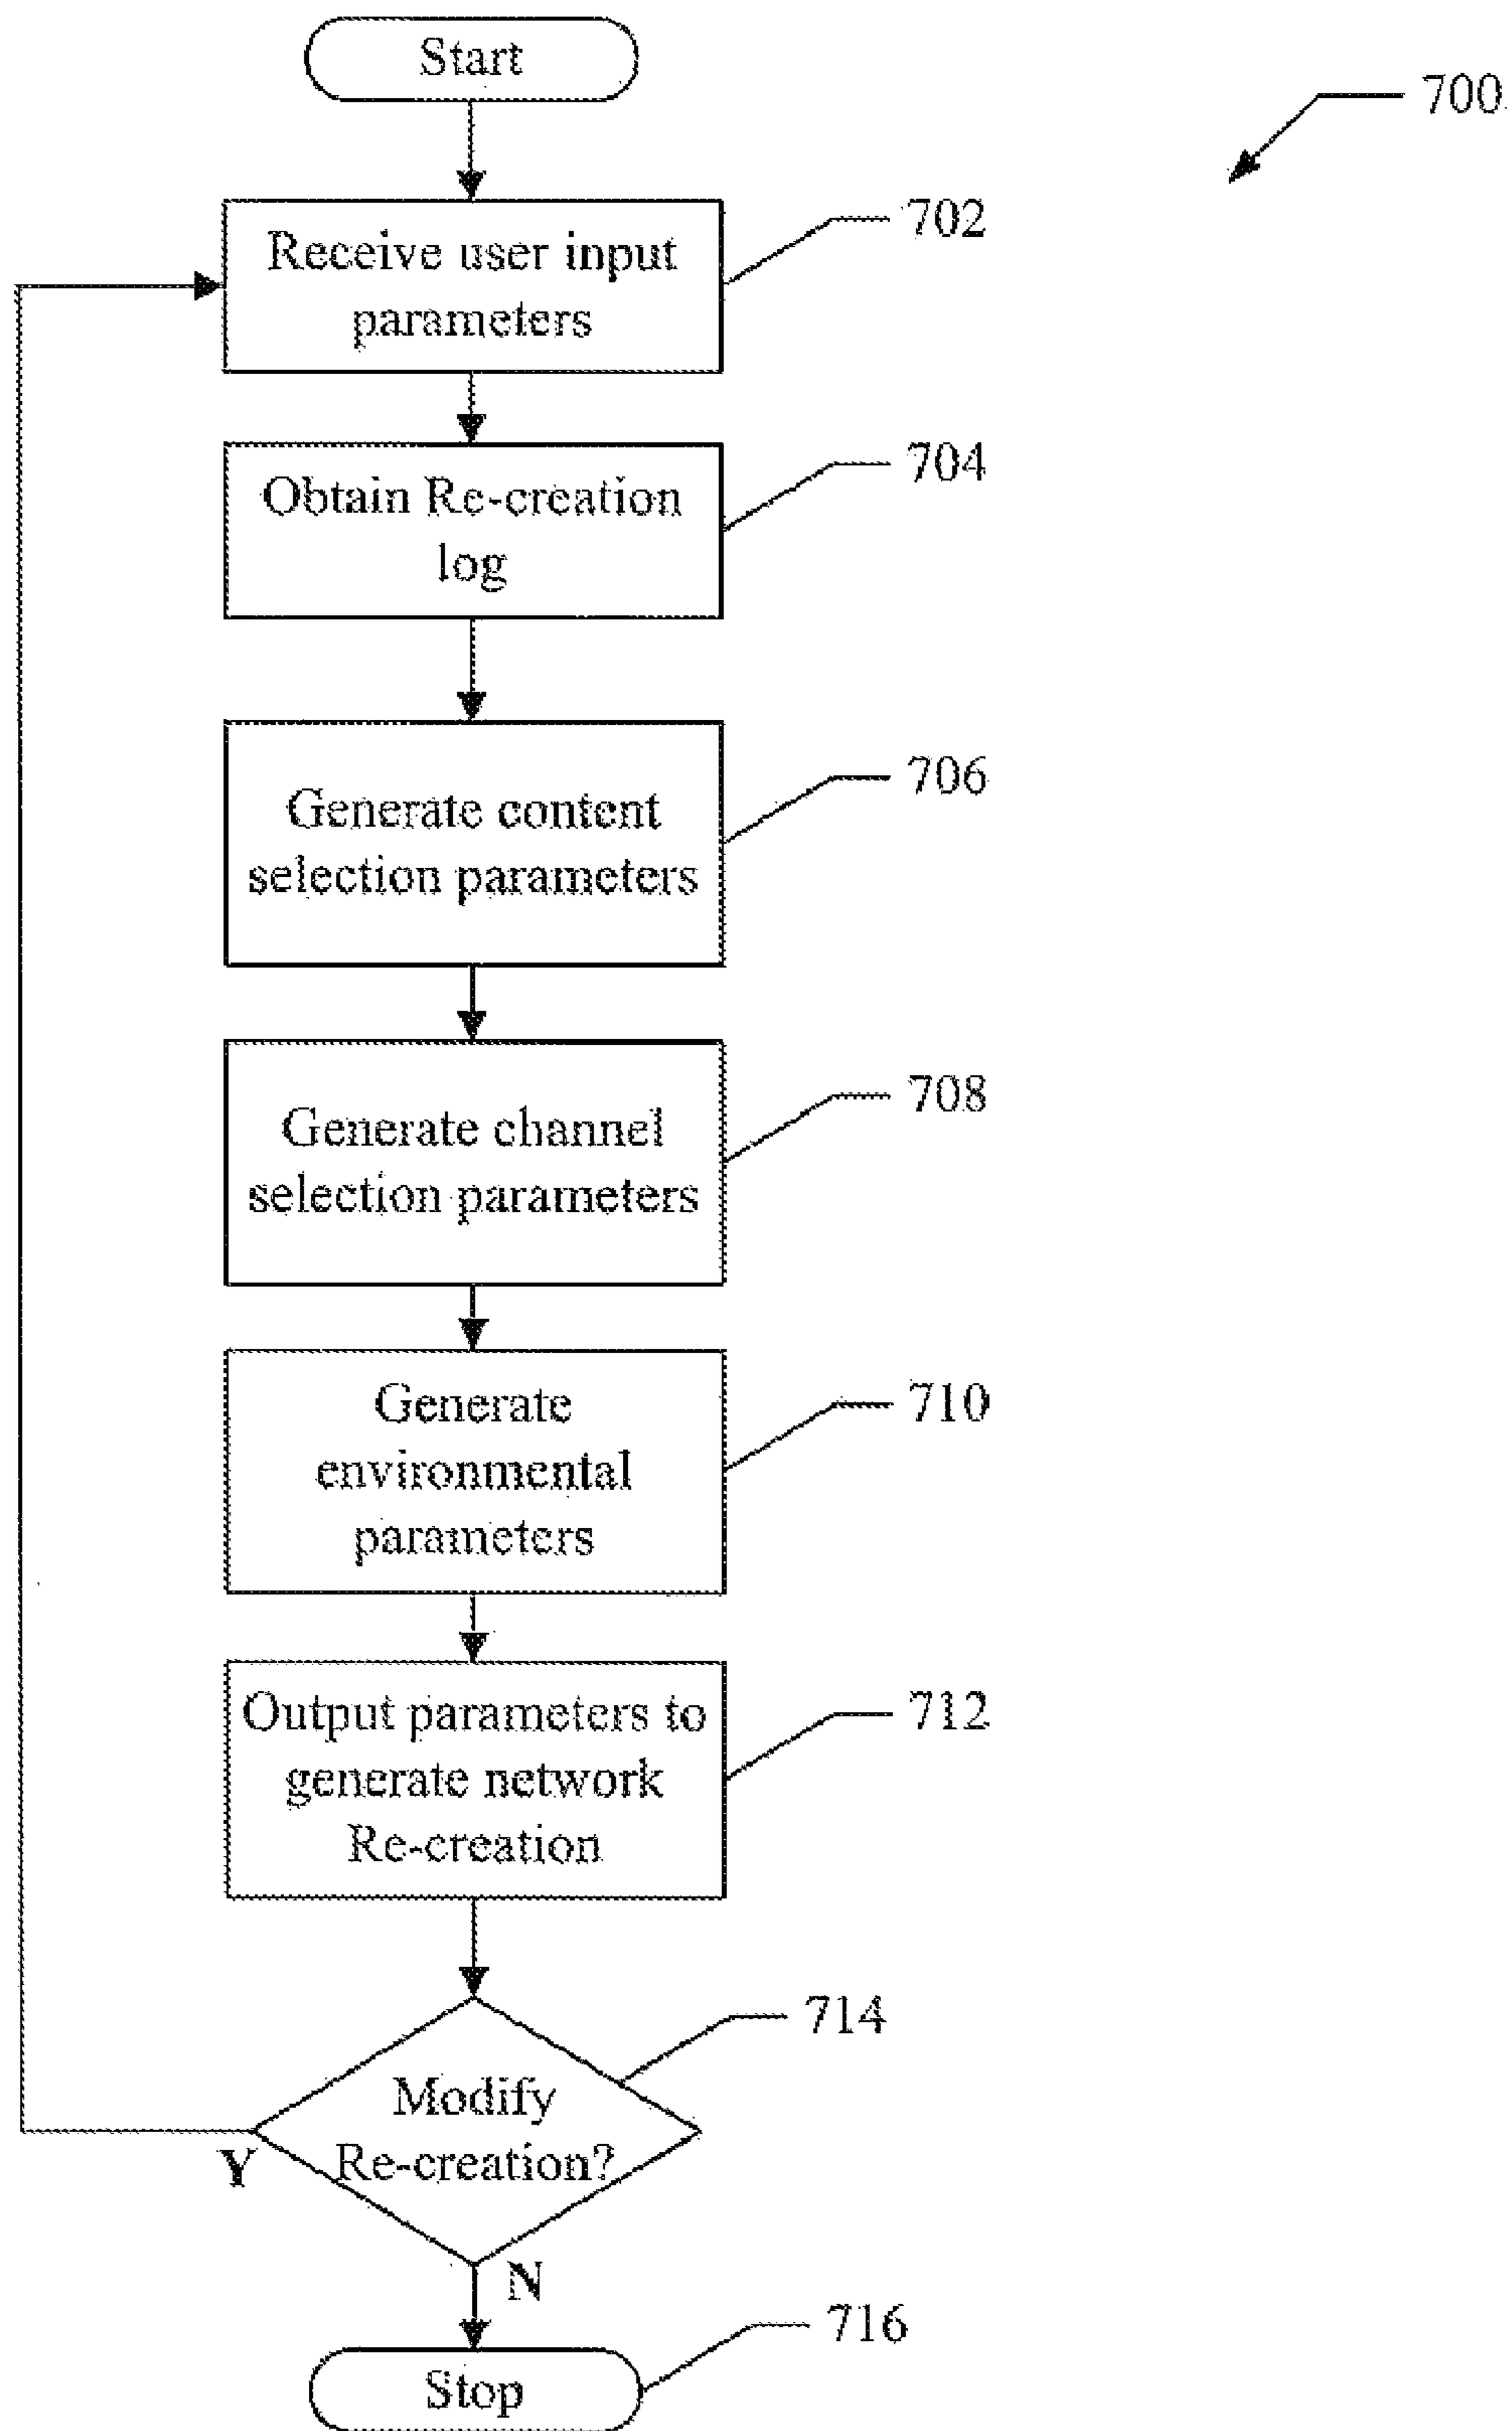 Start
700
Receive user input
parameters
702
Obtain Re-creation
log
704
Generate content
selection parameters
706
Generate channel
selection parameters
708
Generate
environmental
parameters
710
Output parameters to
generate network
Re-creation
712
Modify
Re-creation?
714
Y
N
Stop
716